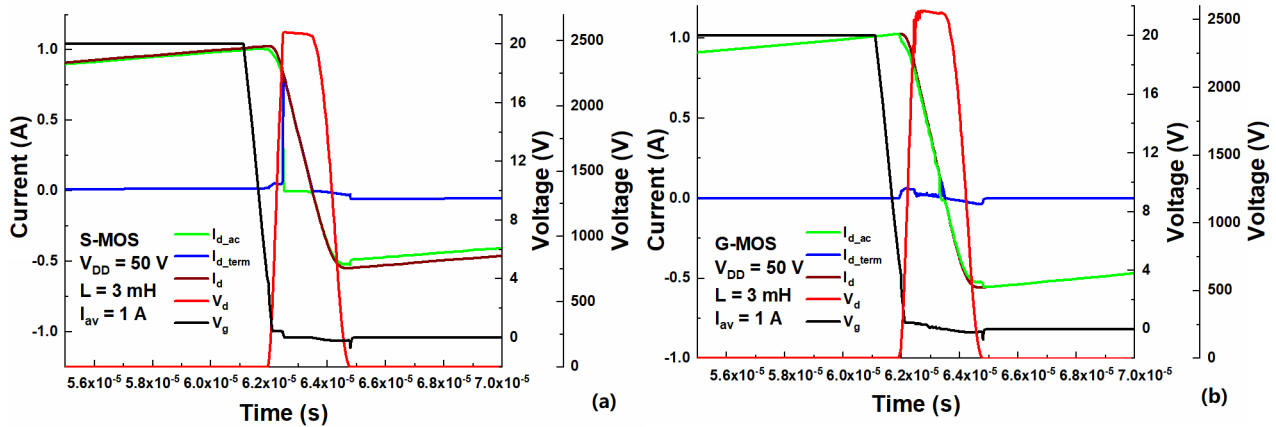 1.0
0.5
0.0
-0.5
-1.0
Current (A)
S-MOS
V_DD = 50 V
L = 3 mH
I_av = 1 A
I_d_ac
I_d_term
I_d
V_d
V_g
20
16
12
8
4
0
Voltage (V)
2500
2000
1500
1000
500
0
Voltage (V)
(a)
5.6x10⁻⁵ 5.8x10⁻⁵ 6.0x10⁻⁵ 6.2x10⁻⁵ 6.4x10⁻⁵ 6.6x10⁻⁵ 6.8x10⁻⁵ 7.0x10⁻⁵
Time (s)
1.0
0.5
0.0
-0.5
-1.0
Current (A)
G-MOS
V_DD = 50 V
L = 3 mH
I_av = 1 A
I_d_ac
I_d_term
I_d
V_d
V_g
20
16
12
8
4
0
Voltage (V)
2500
2000
1500
1000
500
0
Voltage (V)
5.6x10⁻⁵ 5.8x10⁻⁵ 6.0x10⁻⁵ 6.2x10⁻⁵ 6.4x10⁻⁵ 6.6x10⁻⁵ 6.8x10⁻⁵ 7.0x10⁻⁵
Time (s)
(b)